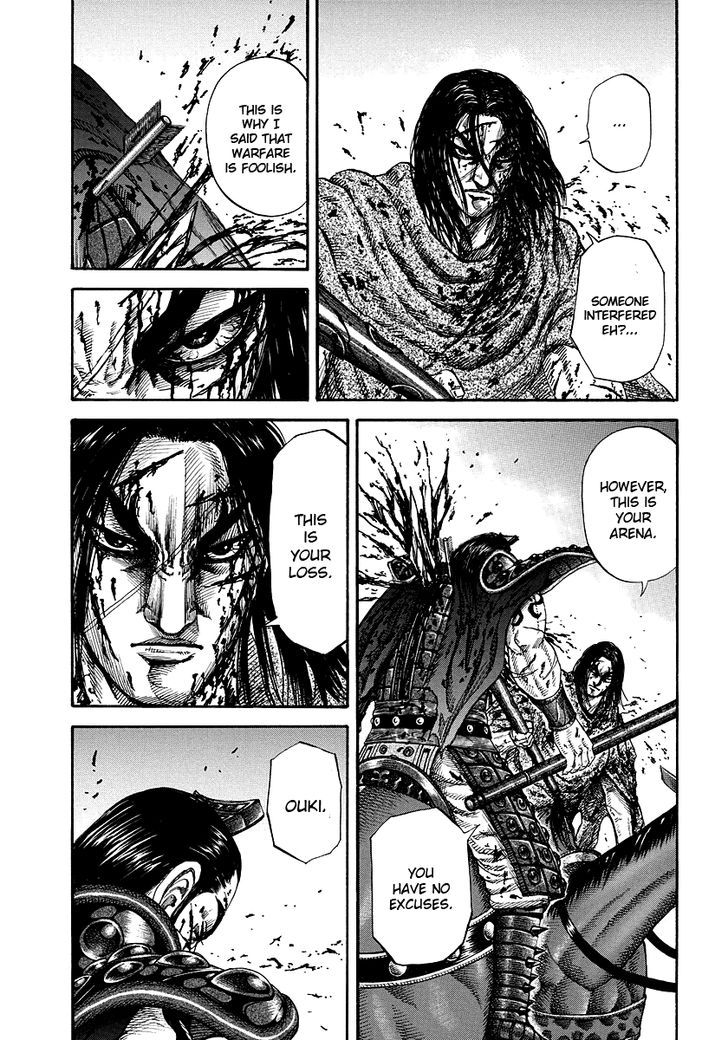 ...
SOMEONE
INTERFERED
EH?...
THIS IS
WHY I
SAID THAT
WARFARE
IS FOOLISH.
HOWEVER,
THIS IS
YOUR
ARENA.
YOU
HAVE NO
EXCUSES.
THIS
IS YOUR
LOSS.
OUKI.